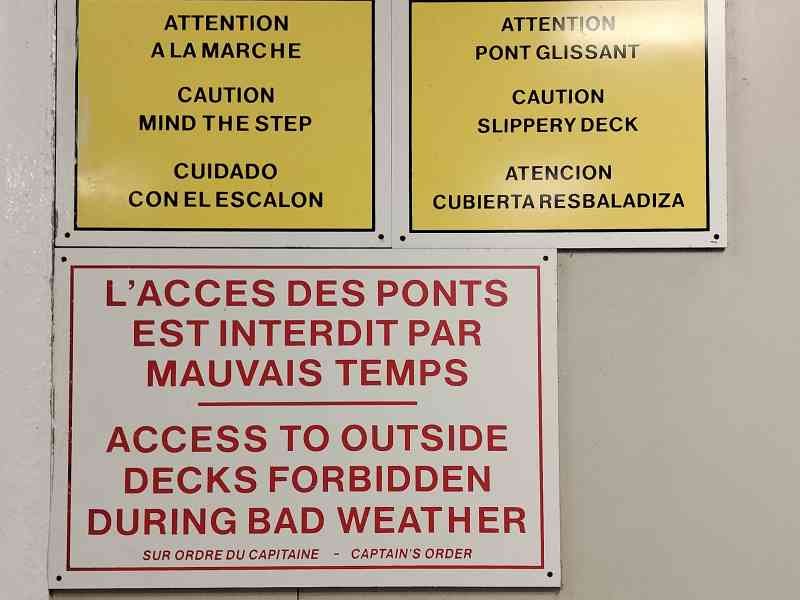 ATTENTION
A LA MARCHE
CAUTION
MIND THE STEP
CUIDADO
CON EL ESCALON
ATTENTION
PONT GLISSANT
CAUTION
SLIPPERY DECK
ATENCION
CUBIERTA RESBALADIZA
L'ACCES DES PONTS
EST INTERDIT PAR
MAUVAIS TEMPS
ACCESS TO OUTSIDE
DECKS FORBIDDEN
DURING BAD WEATHER
SUR ORDRE DU CAPITAINE - CAPTAIN'S ORDER